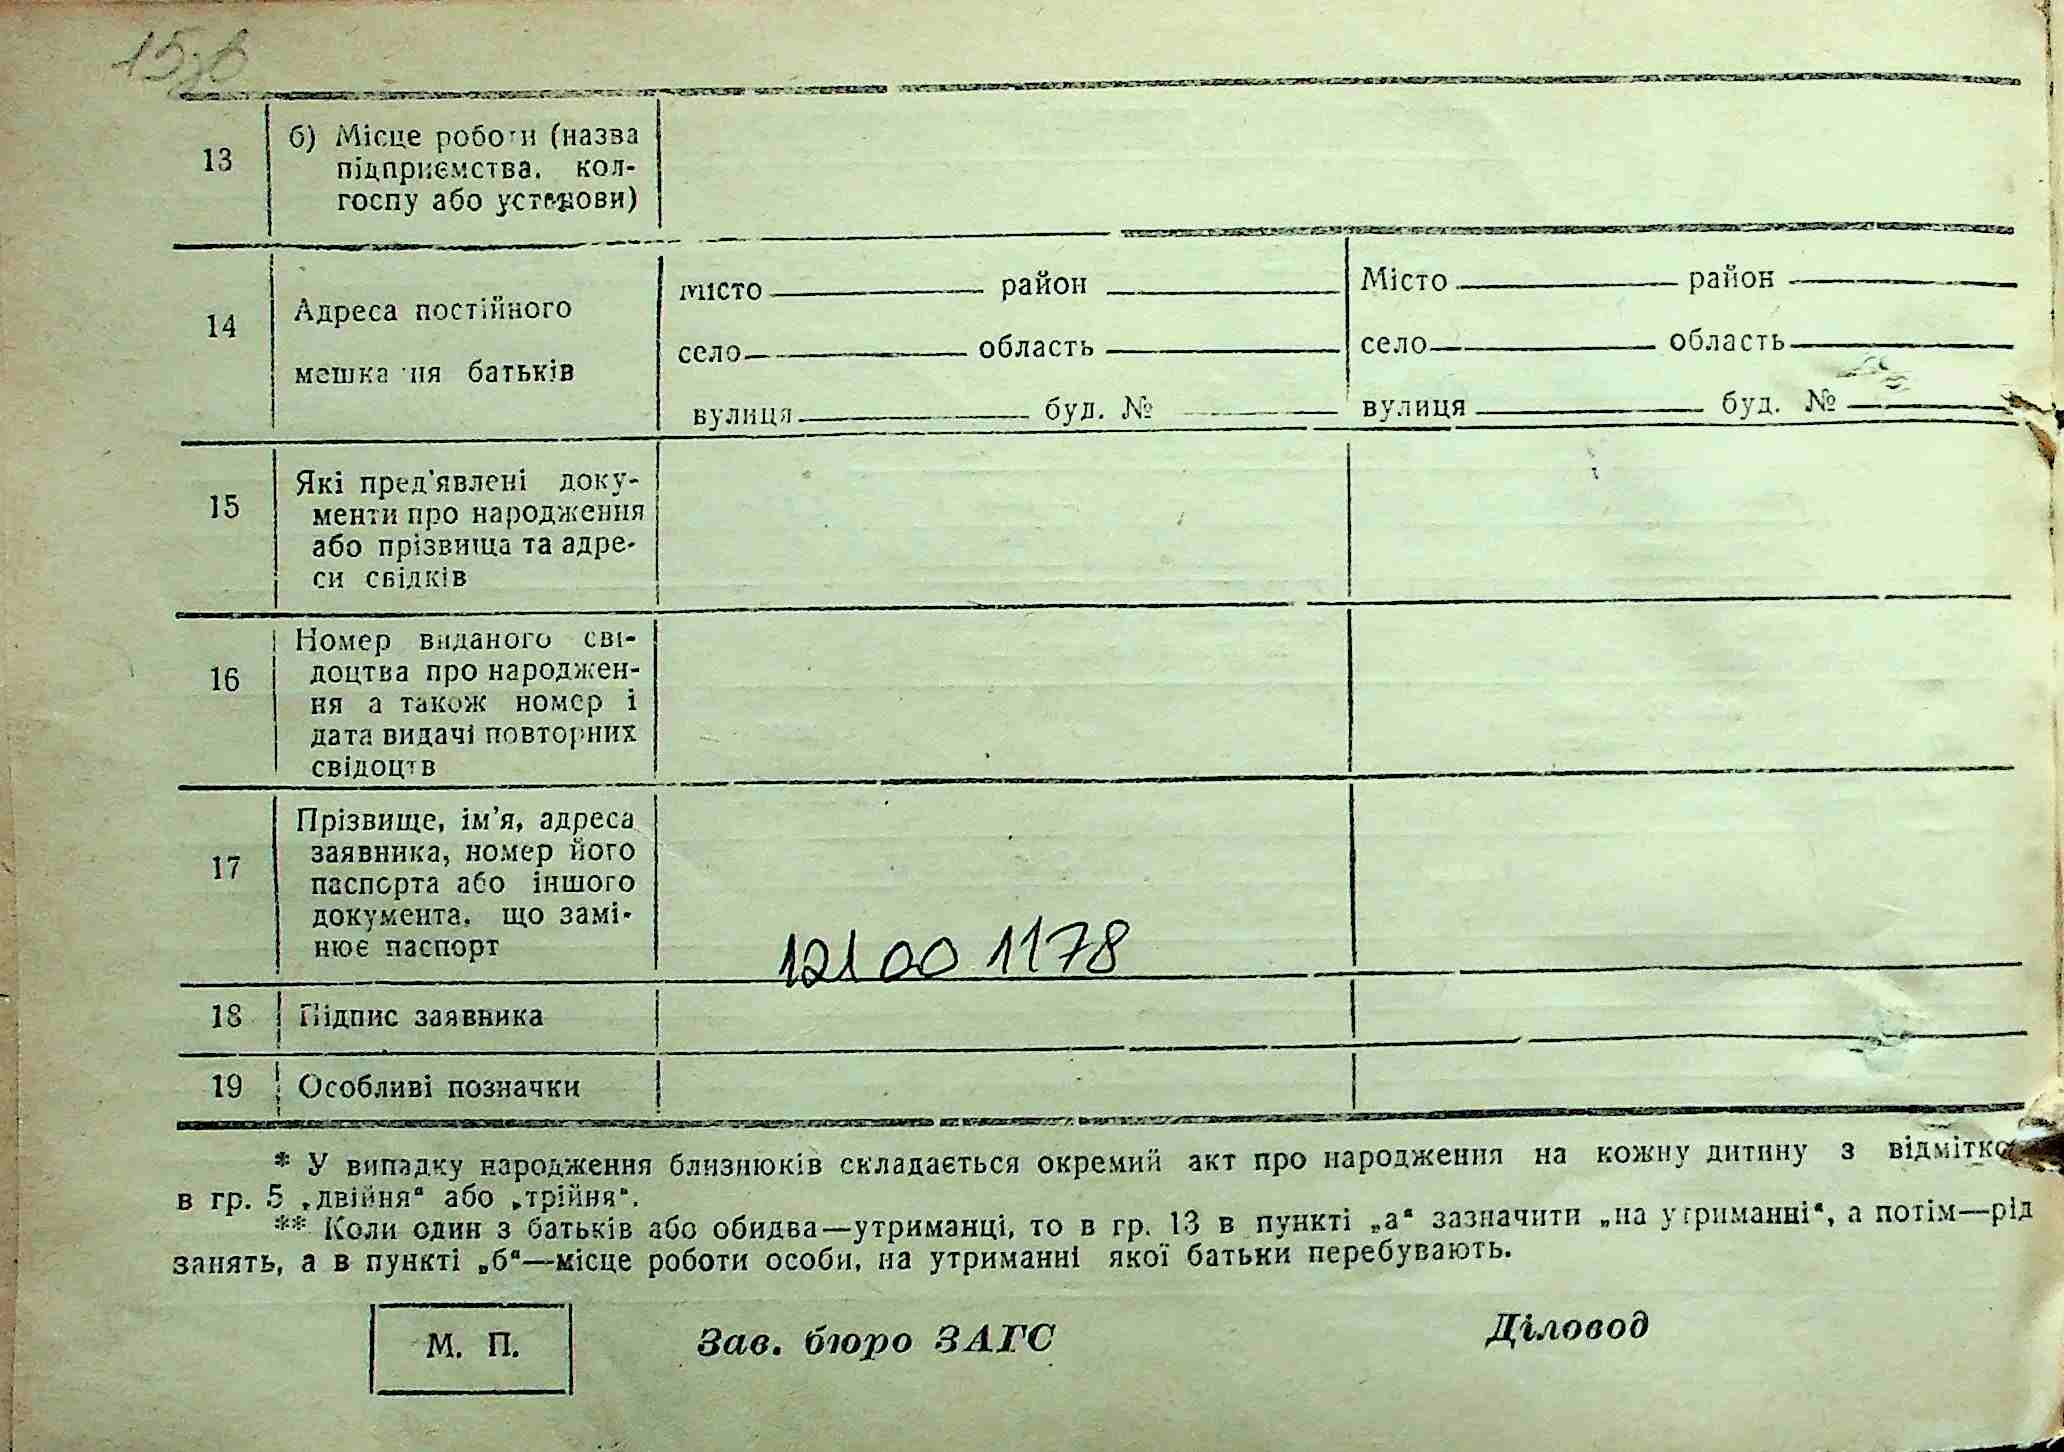 15зв
13
б) Місце роботи (назва
підприємства, кол-
госпу або установи)
14
Адреса постійного
мешкання батьків
місто район
село область
вулиця буд. №
Місто район
село область
вулиця буд. №
15
Які пред'явлені доку-
менти про народження
або прізвища та адре-
си свідків
16
Номер виданого сві-
доцтва про народжен-
ня а також номер і
дата видачі повторних
свідоцтв
17
Прізвище, ім'я, адреса
заявника, номер його
паспорта або іншого
документа, що замі-
нює паспорт
121 00 1178
18
Підпис заявника
19
Особливі позначки
* У випадку народження близнюків складається окремий акт про народження на кожну дитину з відмітко
в гр. 5 „двійня“ або „трійня“.
** Коли один з батьків або обидва—утриманці, то в гр. 13 в пункті „а“ зазначити „на утриманні“, а потім—рід
занять, а в пункті „б“—місце роботи особи, на утриманні якої батьки перебувають.
М. П.
Зав. бюро ЗАГС
Діловод